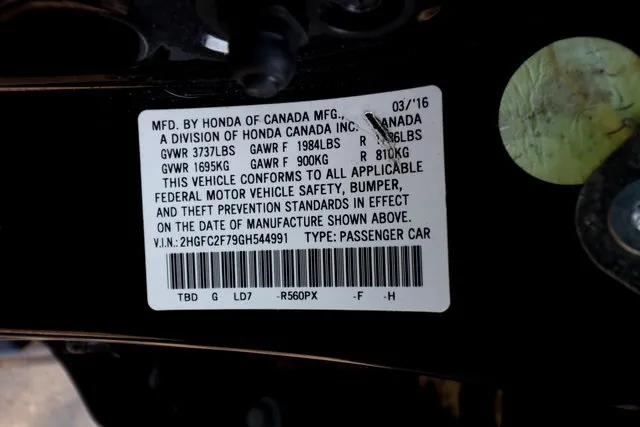 MFD. BY HONDA OF CANADA MFG., 03/'16
A DIVISION OF HONDA CANADA INC. CANADA
GVWR 3737LBS GAWR F 1984LBS R LBS
GVWR 1695KG GAWR F 900KG R 810KG
THIS VEHICLE CONFORMS TO ALL APPLICABLE
FEDERAL MOTOR VEHICLE SAFETY, BUMPER,
AND THEFT PREVENTION STANDARDS IN EFFECT
ON THE DATE OF MANUFACTURE SHOWN ABOVE.
V.I.N.:2HGFC2F79GH544991 TYPE: PASSENGER CAR
TBD G LD7 -R560PX -F -H